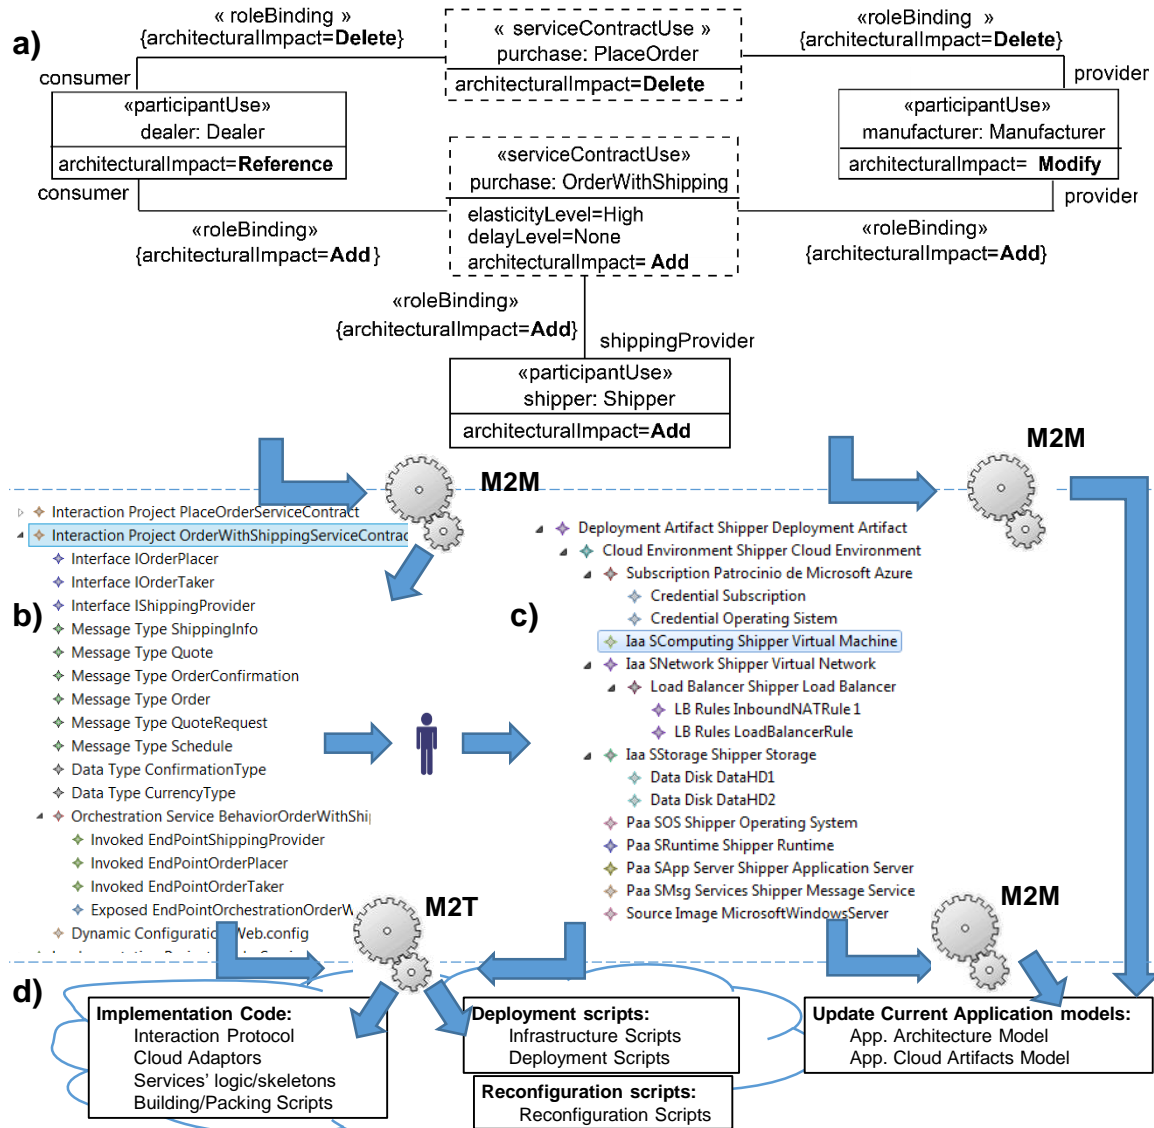 a)
« roleBinding »
{architecturalImpact=Delete}
« serviceContractUse »
purchase: PlaceOrder
architecturalImpact=Delete
«roleBinding »
{architecturalImpact=Delete}
consumer
provider
«participantUse»
dealer: Dealer
architecturalImpact=Reference
«participantUse»
manufacturer: Manufacturer
architecturalImpact= Modify
consumer
provider
«serviceContractUse»
purchase: OrderWithShipping
elasticityLevel=High
delayLevel=None
architecturalImpact= Add
«roleBinding»
{architecturalImpact=Add}
«roleBinding»
{architecturalImpact=Add}
«roleBinding»
{architecturalImpact=Add}
shippingProvider
«participantUse»
shipper: Shipper
architecturalImpact=Add
M2M
M2M
b)
Interaction Project PlaceOrderServiceContract
Interaction Project OrderWithShippingServiceContrac
Interface IOrderPlacer
Interface IOrderTaker
Interface IShippingProvider
Message Type ShippingInfo
Message Type Quote
Message Type OrderConfirmation
Message Type Order
Message Type QuoteRequest
Message Type Schedule
Data Type ConfirmationType
Data Type CurrencyType
Orchestration Service BehaviorOrderWithShi
Invoked EndPointShippingProvider
Invoked EndPointOrderPlacer
Invoked EndPointOrderTaker
Exposed EndPointOrchestrationOrderW
Dynamic Configuration Web.config
c)
Deployment Artifact Shipper Deployment Artifact
Cloud Environment Shipper Cloud Environment
Subscription Patrocinio de Microsoft Azure
Credential Subscription
Credential Operating Sistem
Iaa SComputing Shipper Virtual Machine
Iaa SNetwork Shipper Virtual Network
Load Balancer Shipper Load Balancer
LB Rules InboundNATRule1
LB Rules LoadBalancerRule
Iaa SStorage Shipper Storage
Data Disk DataHD1
Data Disk DataHD2
Paa SOS Shipper Operating System
Paa SRuntime Shipper Runtime
Paa SApp Server Shipper Application Server
Paa SMsg Services Shipper Message Service
Source Image MicrosoftWindowsServer
M2T
M2M
d)
Implementation Code:
Interaction Protocol
Cloud Adaptors
Services' logic/skeletons
Building/Packing Scripts
Deployment scripts:
Infrastructure Scripts
Deployment Scripts
Reconfiguration scripts:
Reconfiguration Scripts
Update Current Application models:
App. Architecture Model
App. Cloud Artifacts Model